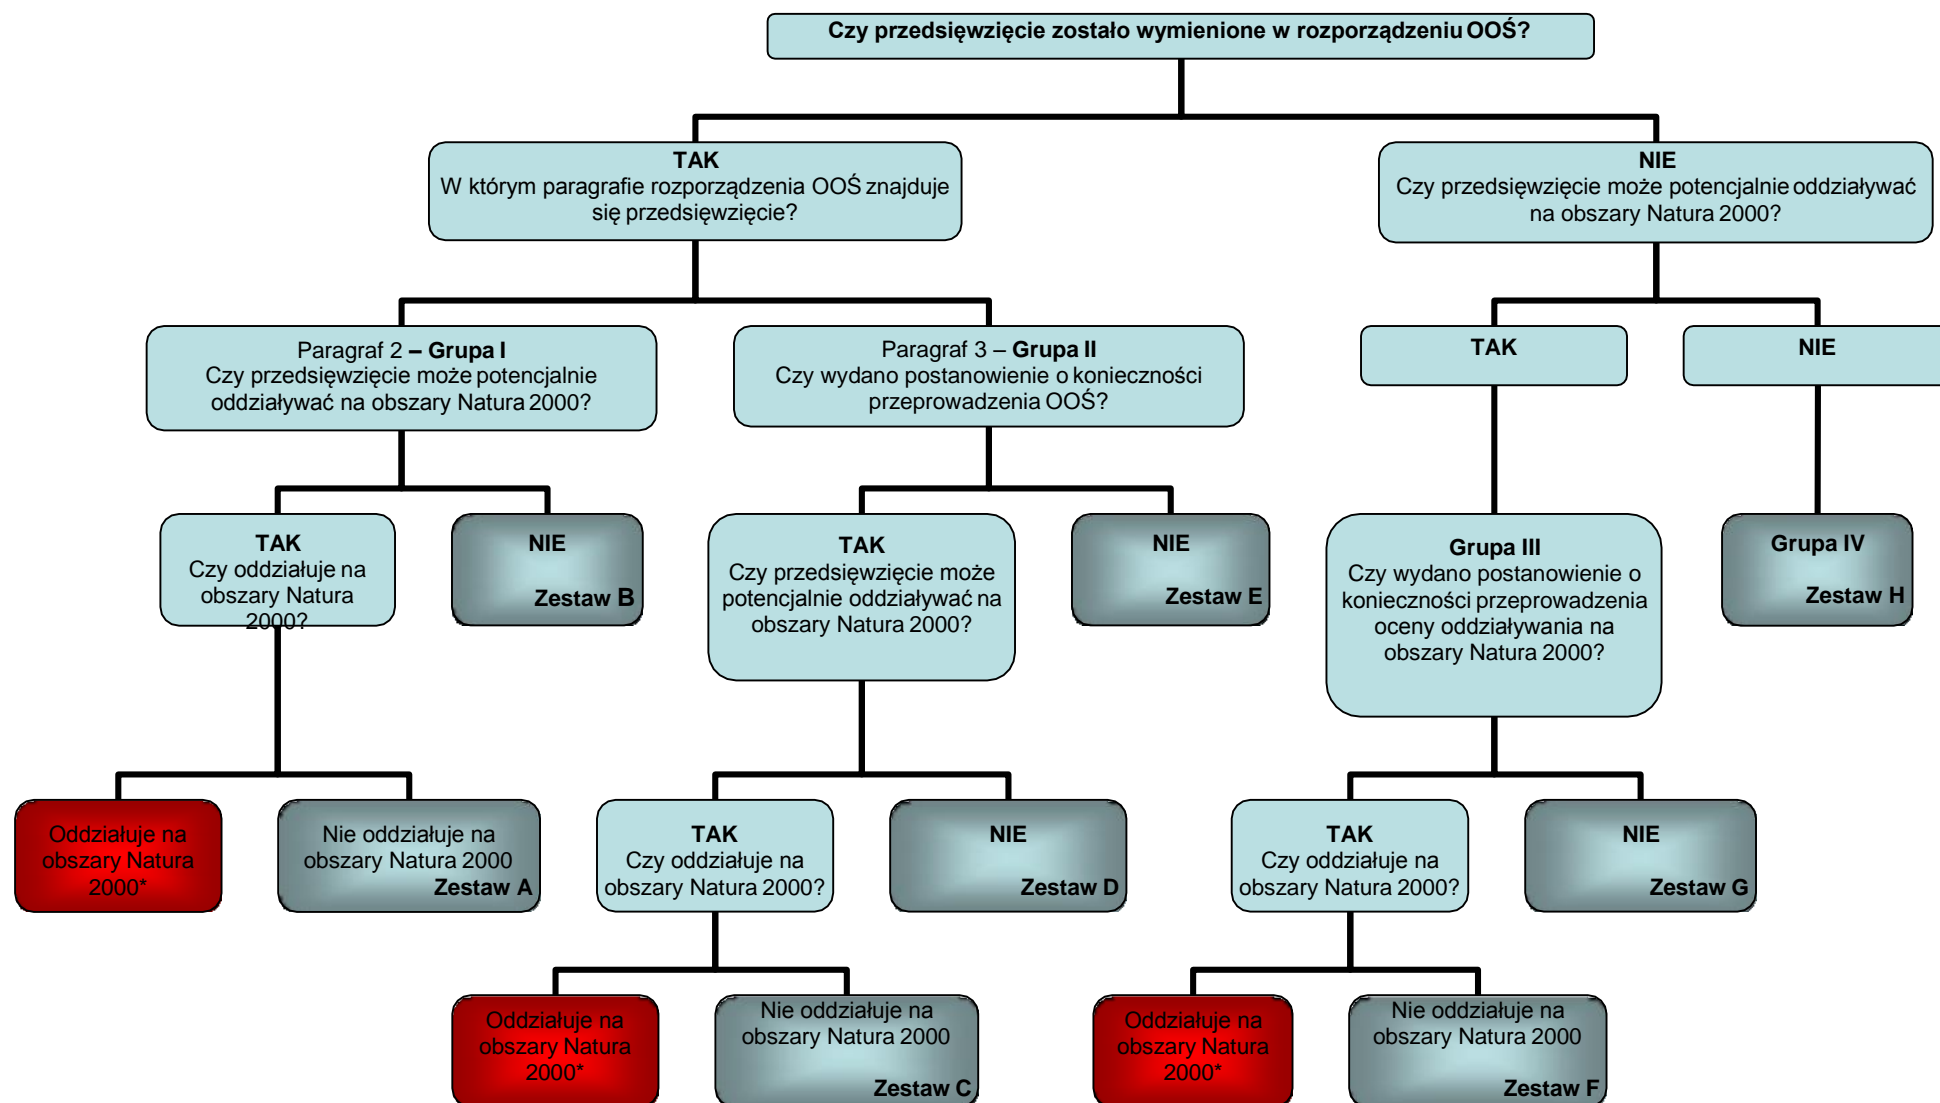 Czy przedsięwzięcie zostało wymienione w rozporządzeniu OOŚ?
TAK
W którym paragrafie rozporządzenia OOŚ znajduje
się przedsięwzięcie?
NIE
Czy przedsięwzięcie może potencjalnie oddziaływać
na obszary Natura 2000?
Paragraf 2 – Grupa I
Czy przedsięwzięcie może potencjalnie
oddziaływać na obszary Natura 2000?
Paragraf 3 – Grupa II
Czy wydano postanowienie o konieczności
przeprowadzenia OOŚ?
TAK
NIE
TAK
Czy oddziałuje na
obszary Natura
2000?
NIE
Zestaw B
TAK
Czy przedsięwzięcie może
potencjalnie oddziaływać na
obszary Natura 2000?
NIE
Zestaw E
Grupa III
Czy wydano postanowienie o
konieczności przeprowadzenia
oceny oddziaływania na
obszary Natura 2000?
Grupa IV
Zestaw H
Oddziałuje na
obszary Natura
2000*
Nie oddziałuje na
obszary Natura 2000
Zestaw A
TAK
Czy oddziałuje na
obszary Natura 2000?
NIE
Zestaw D
TAK
Czy oddziałuje na
obszary Natura 2000?
NIE
Zestaw G
Oddziałuje na
obszary Natura
2000*
Nie oddziałuje na
obszary Natura 2000
Zestaw C
Oddziałuje na
obszary Natura
2000*
Nie oddziałuje na
obszary Natura 2000
Zestaw F